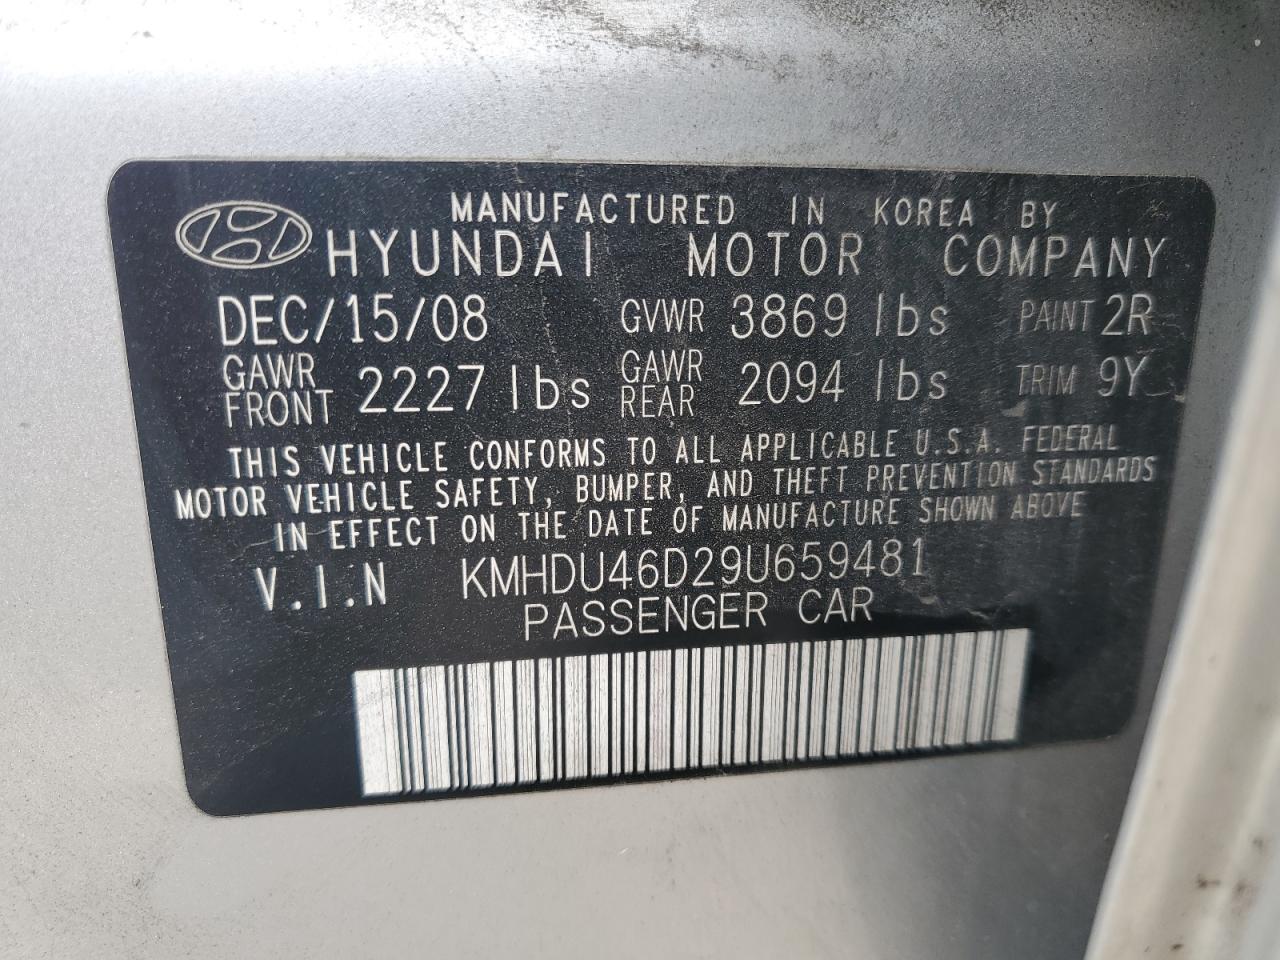 MANUFACTURED IN KOREA BY
HYUNDAI MOTOR COMPANY
DEC/15/08 GVWR 3869 lbs PAINT 2R
GAWR FRONT 2227 lbs GAWR REAR 2094 lbs TRIM 9Y
THIS VEHICLE CONFORMS TO ALL APPLICABLE U.S.A. FEDERAL
MOTOR VEHICLE SAFETY, BUMPER, AND THEFT PREVENTION STANDARDS
IN EFFECT ON THE DATE OF MANUFACTURE SHOWN ABOVE
V.I.N KMHDU46D29U659481
PASSENGER CAR